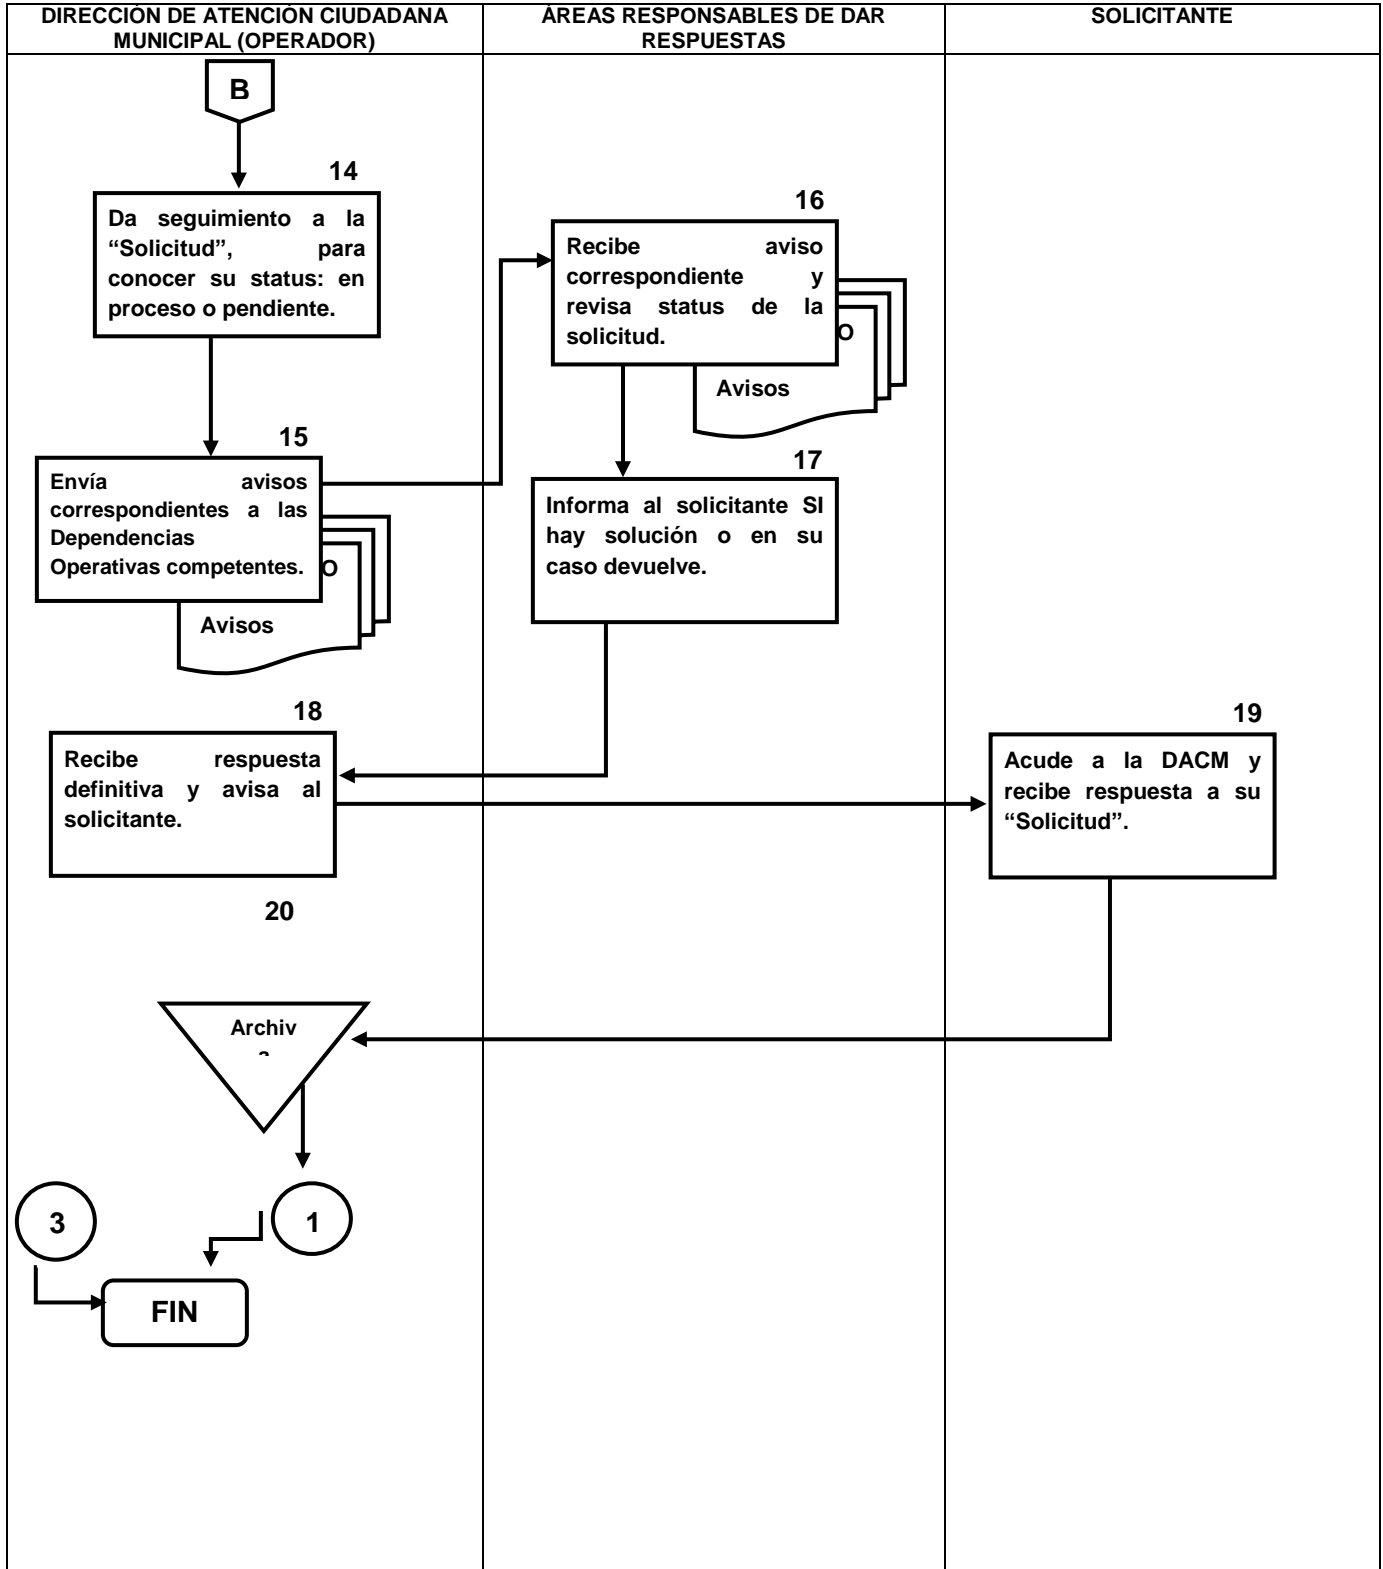 DIRECCIÓN DE ATENCIÓN CIUDADANA
MUNICIPAL (OPERADOR)
ÁREAS RESPONSABLES DE DAR
RESPUESTAS
SOLICITANTE
B
14
Da seguimiento a la
“Solicitud”, para
conocer su status: en
proceso o pendiente.
15
Envía avisos
correspondientes a las
Dependencias
Operativas competentes.
O
Avisos
16
Recibe aviso
correspondiente y
revisa status de la
solicitud.
O
Avisos
17
Informa al solicitante SI
hay solución o en su
caso devuelve.
18
Recibe respuesta
definitiva y avisa al
solicitante.
19
Acude a la DACM y
recibe respuesta a su
“Solicitud”.
20
Archiv
a
3
1
FIN